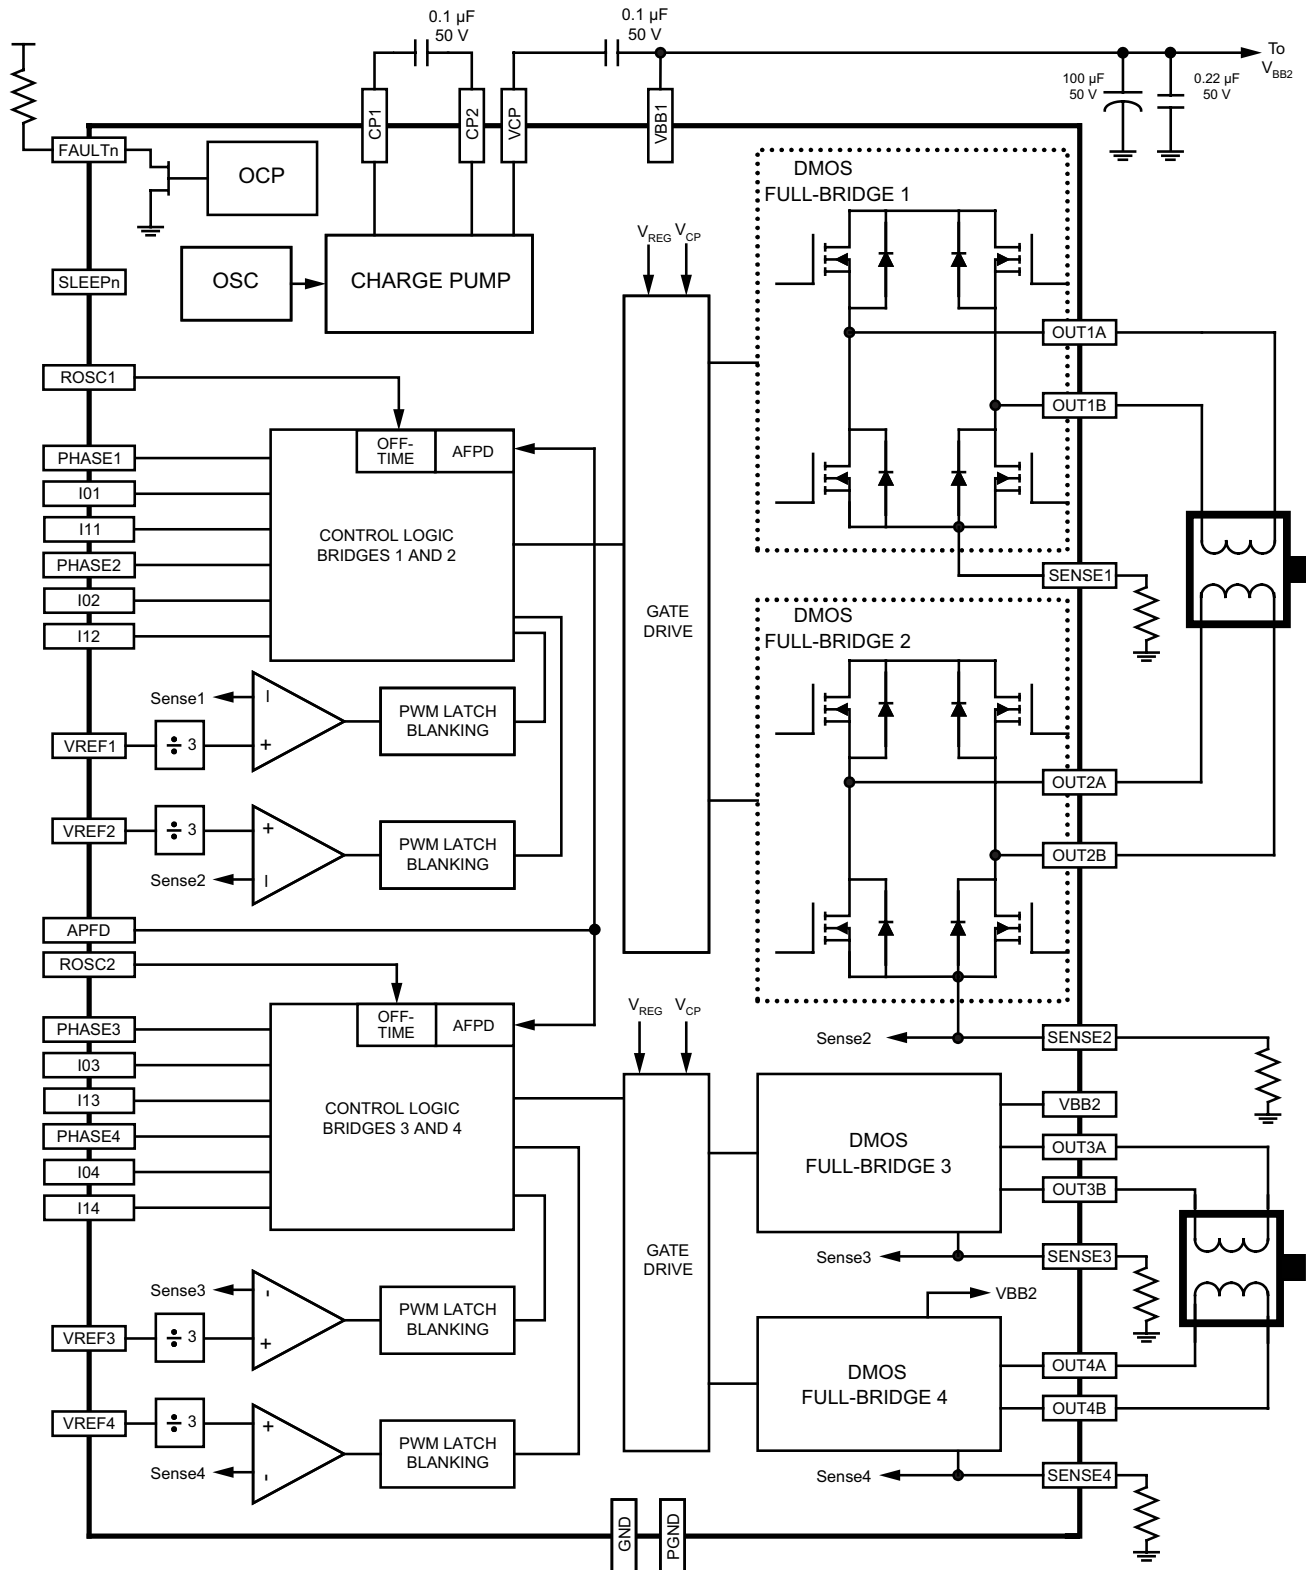 0.1 µF
50 V
0.1 µF
50 V
To
VBB2
100 µF
50 V
0.22 µF
50 V
CP1
CP2
VCP
VBB1
FAULTn
OCP
DMOS
FULL-BRIDGE 1
SLEEPn
OSC
CHARGE PUMP
VREG
VCP
OUT1A
ROSC1
OUT1B
OFF-
TIME
AFPD
PHASE1
I01
I11
PHASE2
I02
I12
CONTROL LOGIC
BRIDGES 1 AND 2
SENSE1
GATE
DRIVE
DMOS
FULL-BRIDGE 2
Sense1
PWM LATCH
BLANKING
VREF1
÷ 3
+
OUT2A
VREF2
÷ 3
+
PWM LATCH
BLANKING
Sense2
OUT2B
APFD
ROSC2
OFF-
TIME
AFPD
VREG
VCP
PHASE3
I03
I13
PHASE4
I04
I14
CONTROL LOGIC
BRIDGES 3 AND 4
Sense2
SENSE2
VBB2
DMOS
FULL-BRIDGE 3
OUT3A
OUT3B
GATE
DRIVE
Sense3
SENSE3
Sense3
-
PWM LATCH
BLANKING
VREF3
÷ 3
+
VBB2
DMOS
FULL-BRIDGE 4
OUT4A
OUT4B
VREF4
÷ 3
+
PWM LATCH
BLANKING
Sense4
-
Sense4
SENSE4
GND
PGND